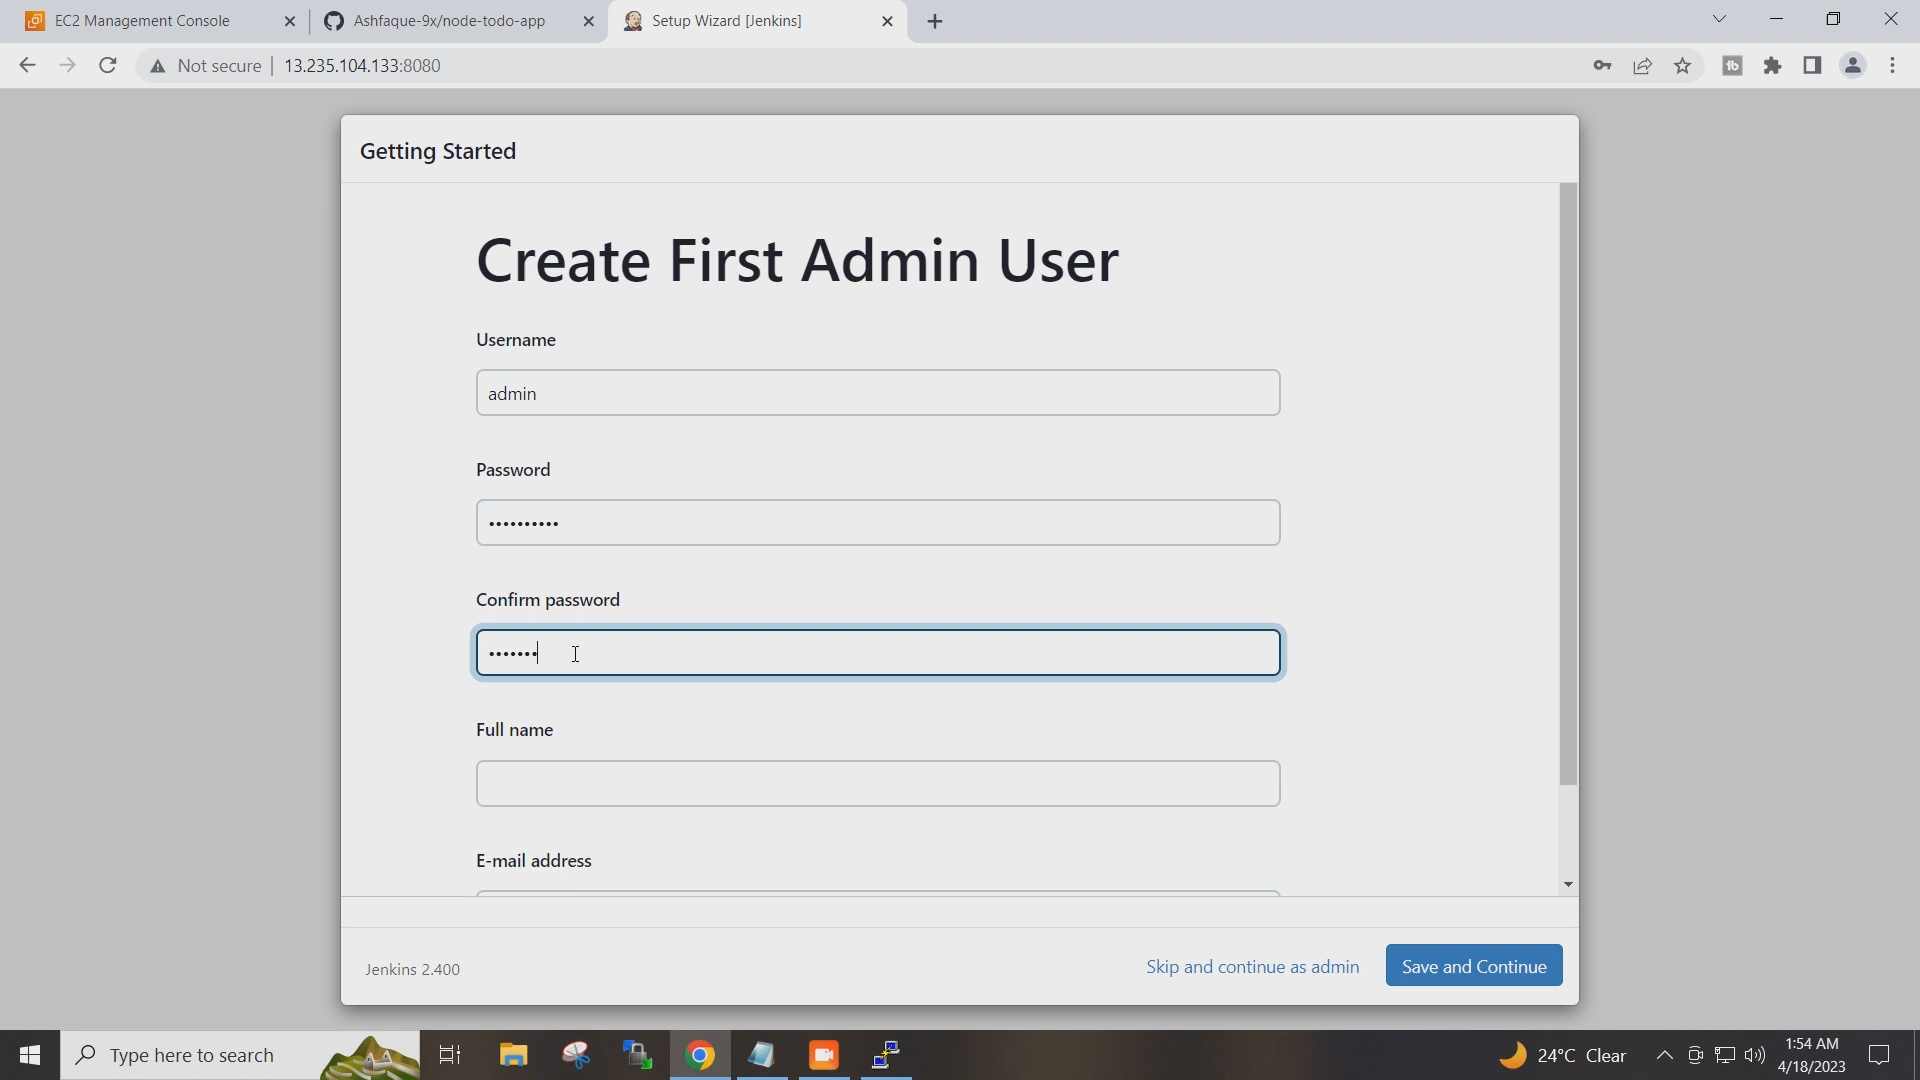 EC2 Management Console
Ashfaque-9x/node-todo-app
Setup Wizard [Jenkins]
Not secure
13.235.104.133:8080
Getting Started
Create First Admin User
Username
admin
Password
••••••••••
Confirm password
•••••••
Full name
E-mail address
Jenkins 2.400
Skip and continue as admin
Save and Continue
Type here to search
24°C Clear
1:54 AM
4/18/2023